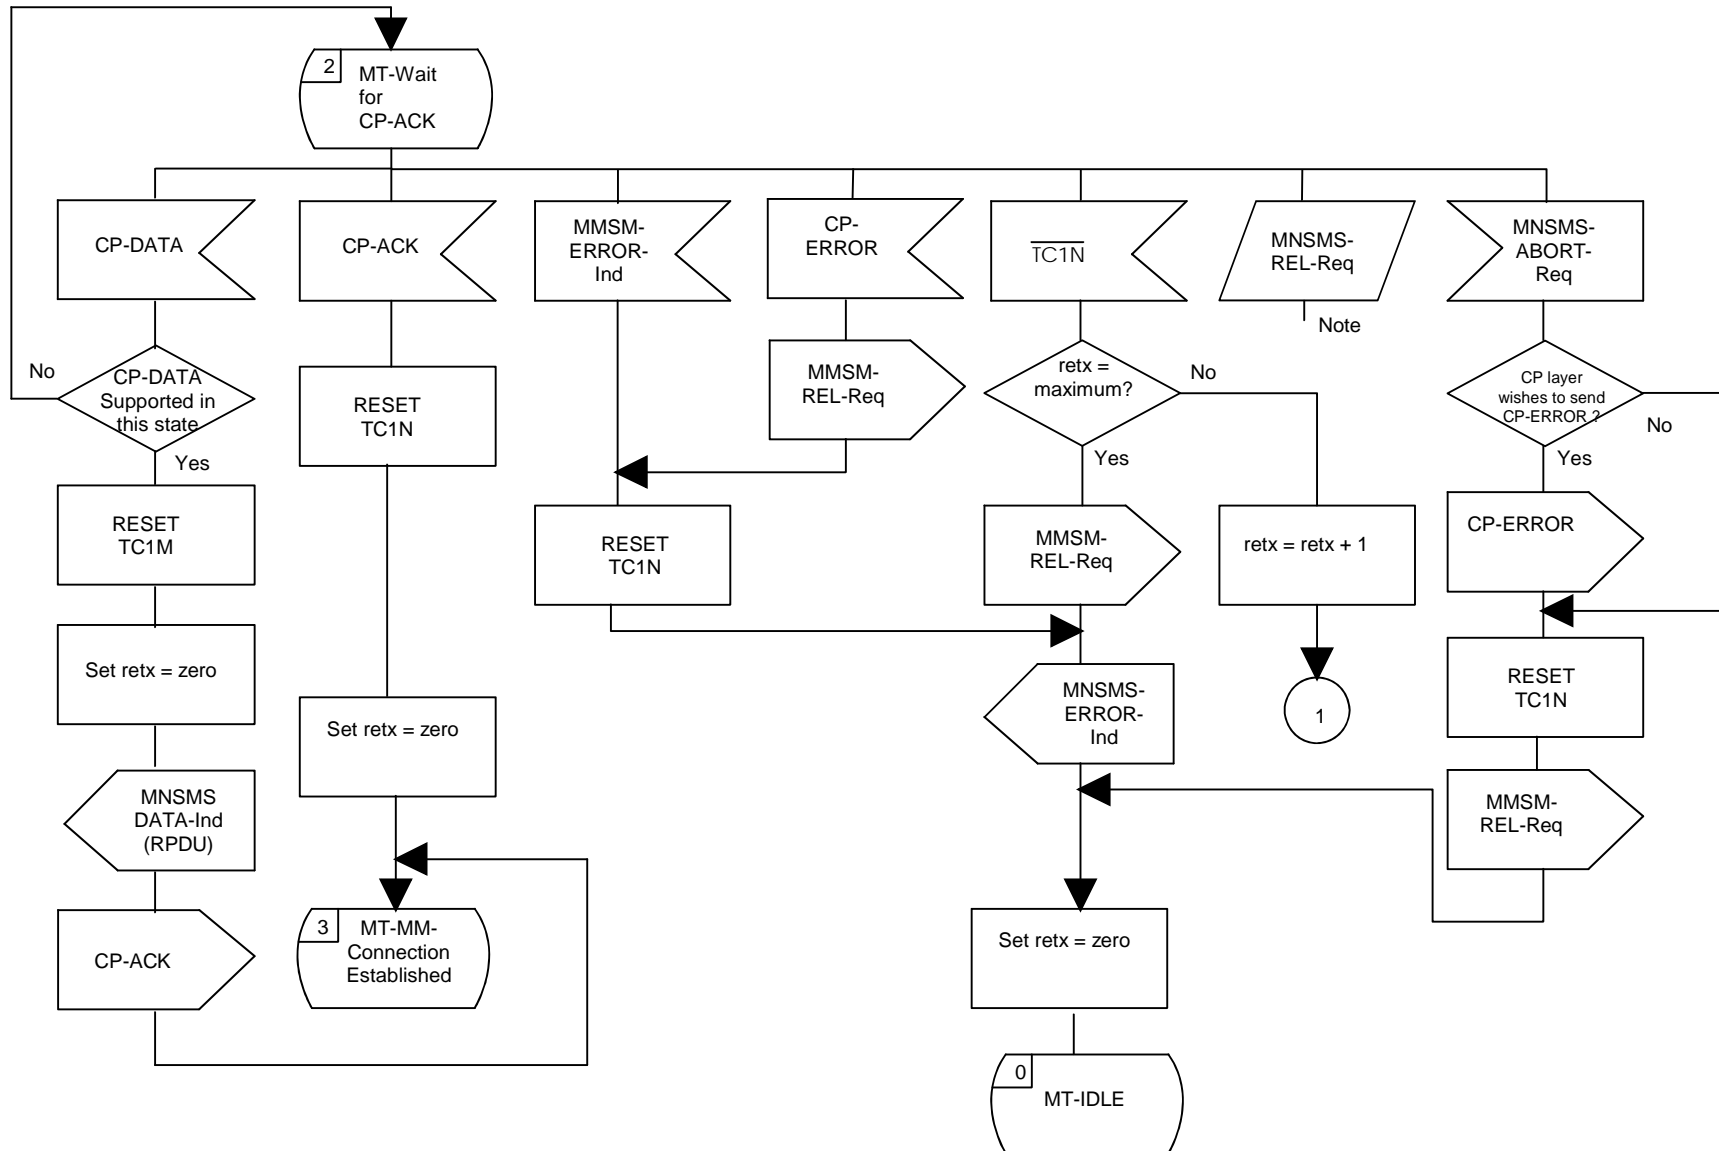 2
MT-Wait
for
CP-ACK
CP-DATA
CP-ACK
MMSM-
ERROR-
Ind
CP-
ERROR
TC1N
MNSMS-
REL-Req
Note
MNSMS-
ABORT-
Req
No
CP-DATA
Supported in
this state
Yes
RESET
TC1N
MMSM-
REL-Req
retx =
maximum?
No
Yes
CP layer
wishes to send
CP-ERROR ?
No
Yes
RESET
TC1M
RESET
TC1N
MMSM-
REL-Req
retx = retx + 1
CP-ERROR
Set retx = zero
Set retx = zero
MNSMS-
ERROR-
Ind
1
RESET
TC1N
MNSMS
DATA-Ind
(RPDU)
MMSM-
REL-Req
CP-ACK
3
MT-MM-
Connection
Established
Set retx = zero
0
MT-IDLE